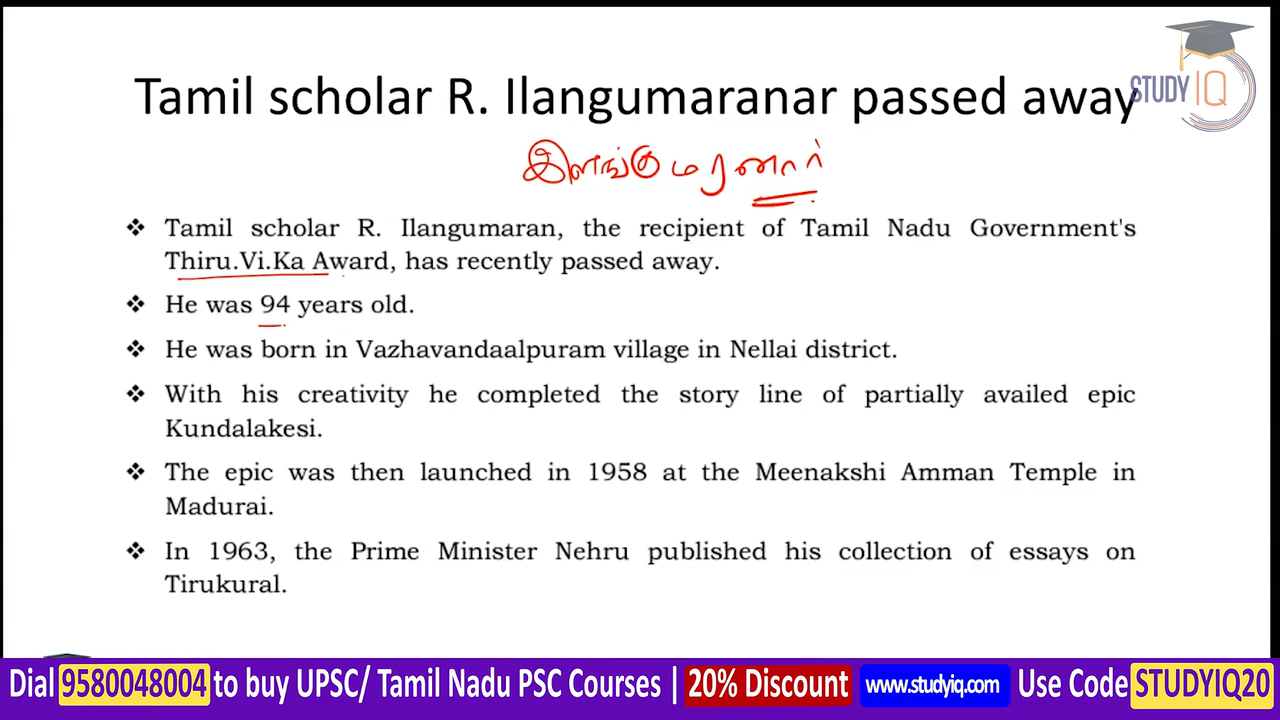 Tamil scholar R. Ilangumaranar passed away
STUDY IQ
இளங்குமரனார்
❖ Tamil scholar R. Ilangumaran, the recipient of Tamil Nadu Government's
Thiru.Vi.Ka Award, has recently passed away.
❖ He was 94 years old.
❖ He was born in Vazhavandaalpuram village in Nellai district.
❖ With his creativity he completed the story line of partially availed epic
Kundalakesi.
❖ The epic was then launched in 1958 at the Meenakshi Amman Temple in
Madurai.
❖ In 1963, the Prime Minister Nehru published his collection of essays on
Tirukural.
Dial 9580048004 to buy UPSC/ Tamil Nadu PSC Courses | 20% Discount www.studyiq.com Use Code STUDYIQ20